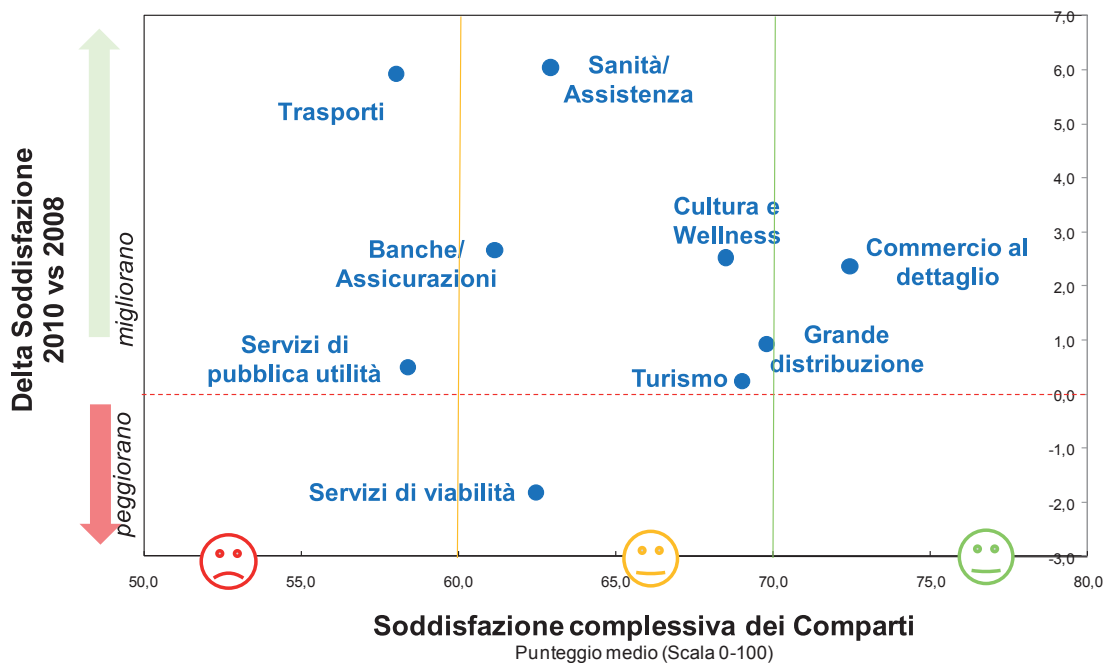 Delta Soddisfazione
2010 vs 2008
migliorano
peggiorano
7,0
6,0
5,0
4,0
3,0
2,0
1,0
0,0
-1,0
-2,0
-3,0
Trasporti
Sanità/
Assistenza
Cultura e
Wellness
Banche/
Assicurazioni
Commercio al
dettaglio
Servizi di
pubblica utilità
Grande
distribuzione
Turismo
Servizi di viabilità
50,0
55,0
60,0
65,0
70,0
75,0
80,0
Soddisfazione complessiva dei Comparti
Punteggio medio (Scala 0-100)